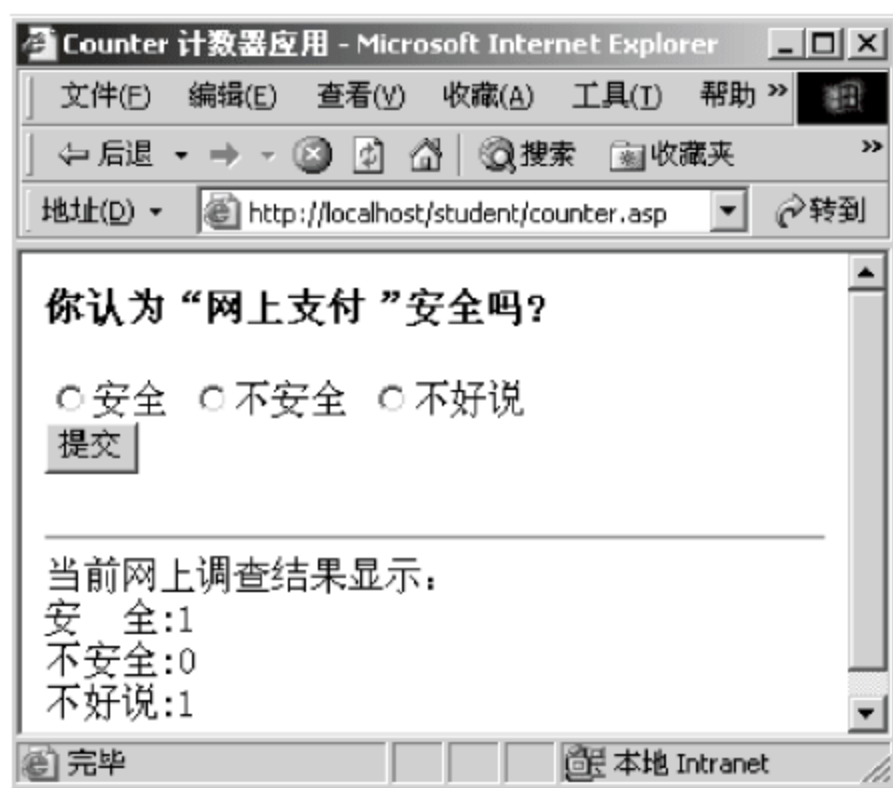 Counter 计数器应用 - Microsoft Internet Explorer
文件(F) 编辑(E) 查看(V) 收藏(A) 工具(T) 帮助 »
后退 搜索 收藏夹 »
地址(D) http://localhost/student/counter.asp 转到
你认为“网上支付”安全吗?
安全 不安全 不好说
提交
当前网上调查结果显示:
安 全:1
不安全:0
不好说:1
完毕 本地 Intranet